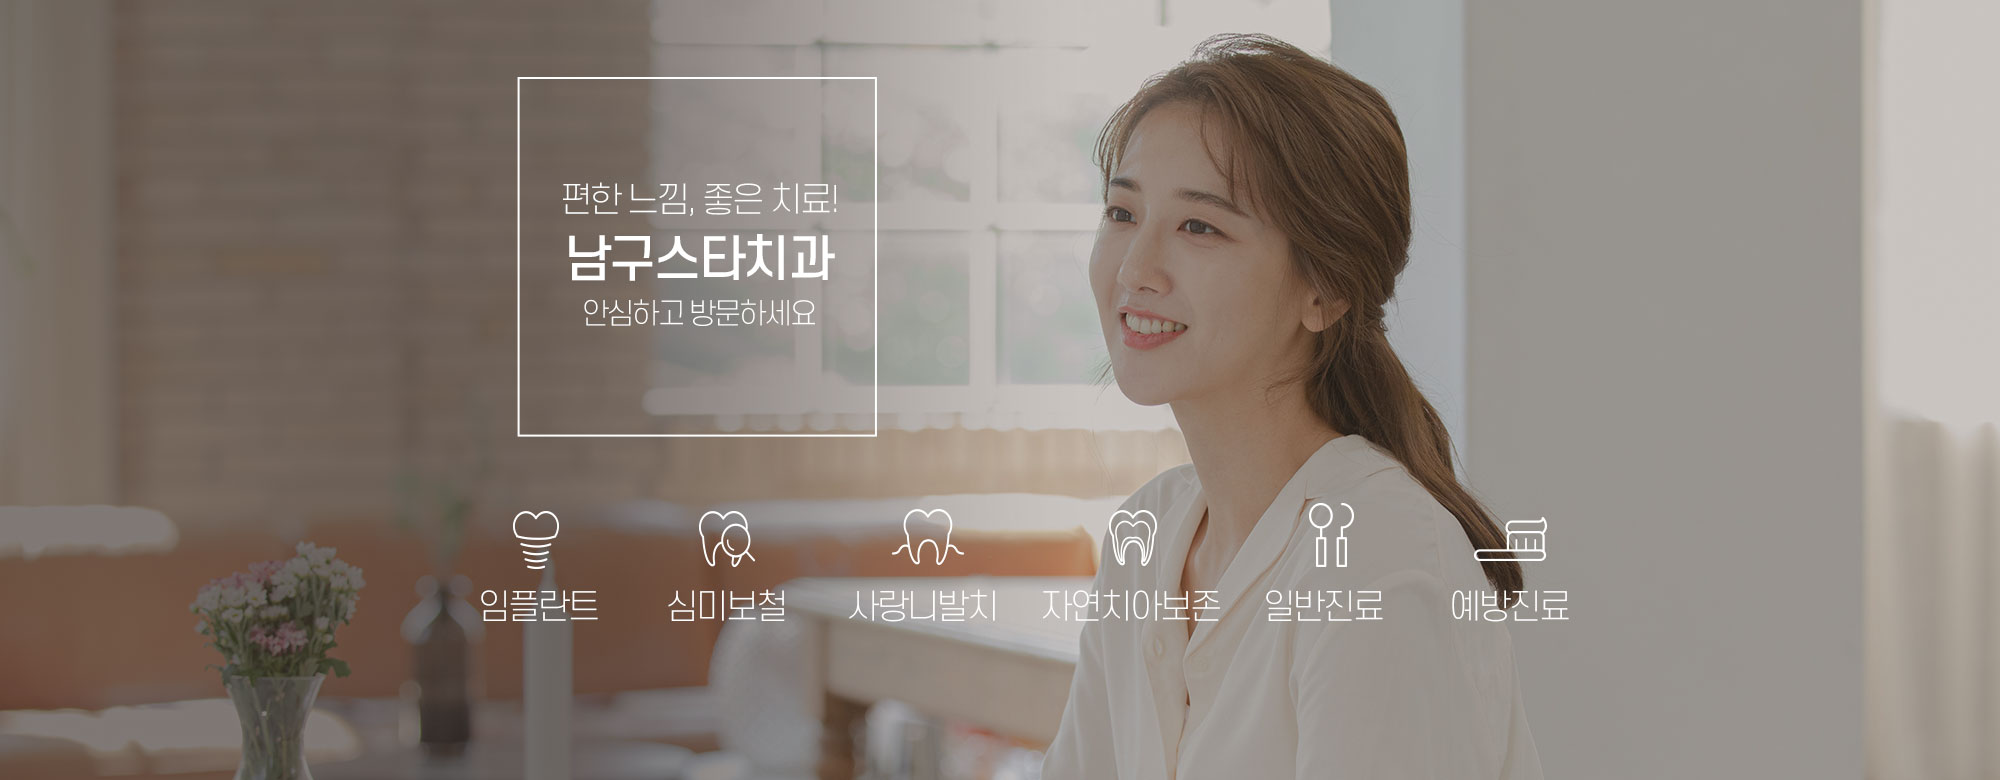 편한 느낌, 좋은 치료!
남구스타치과
안심하고 방문하세요
임플란트
심미보철
사랑니발치
자연치아보존
일반진료
예방진료